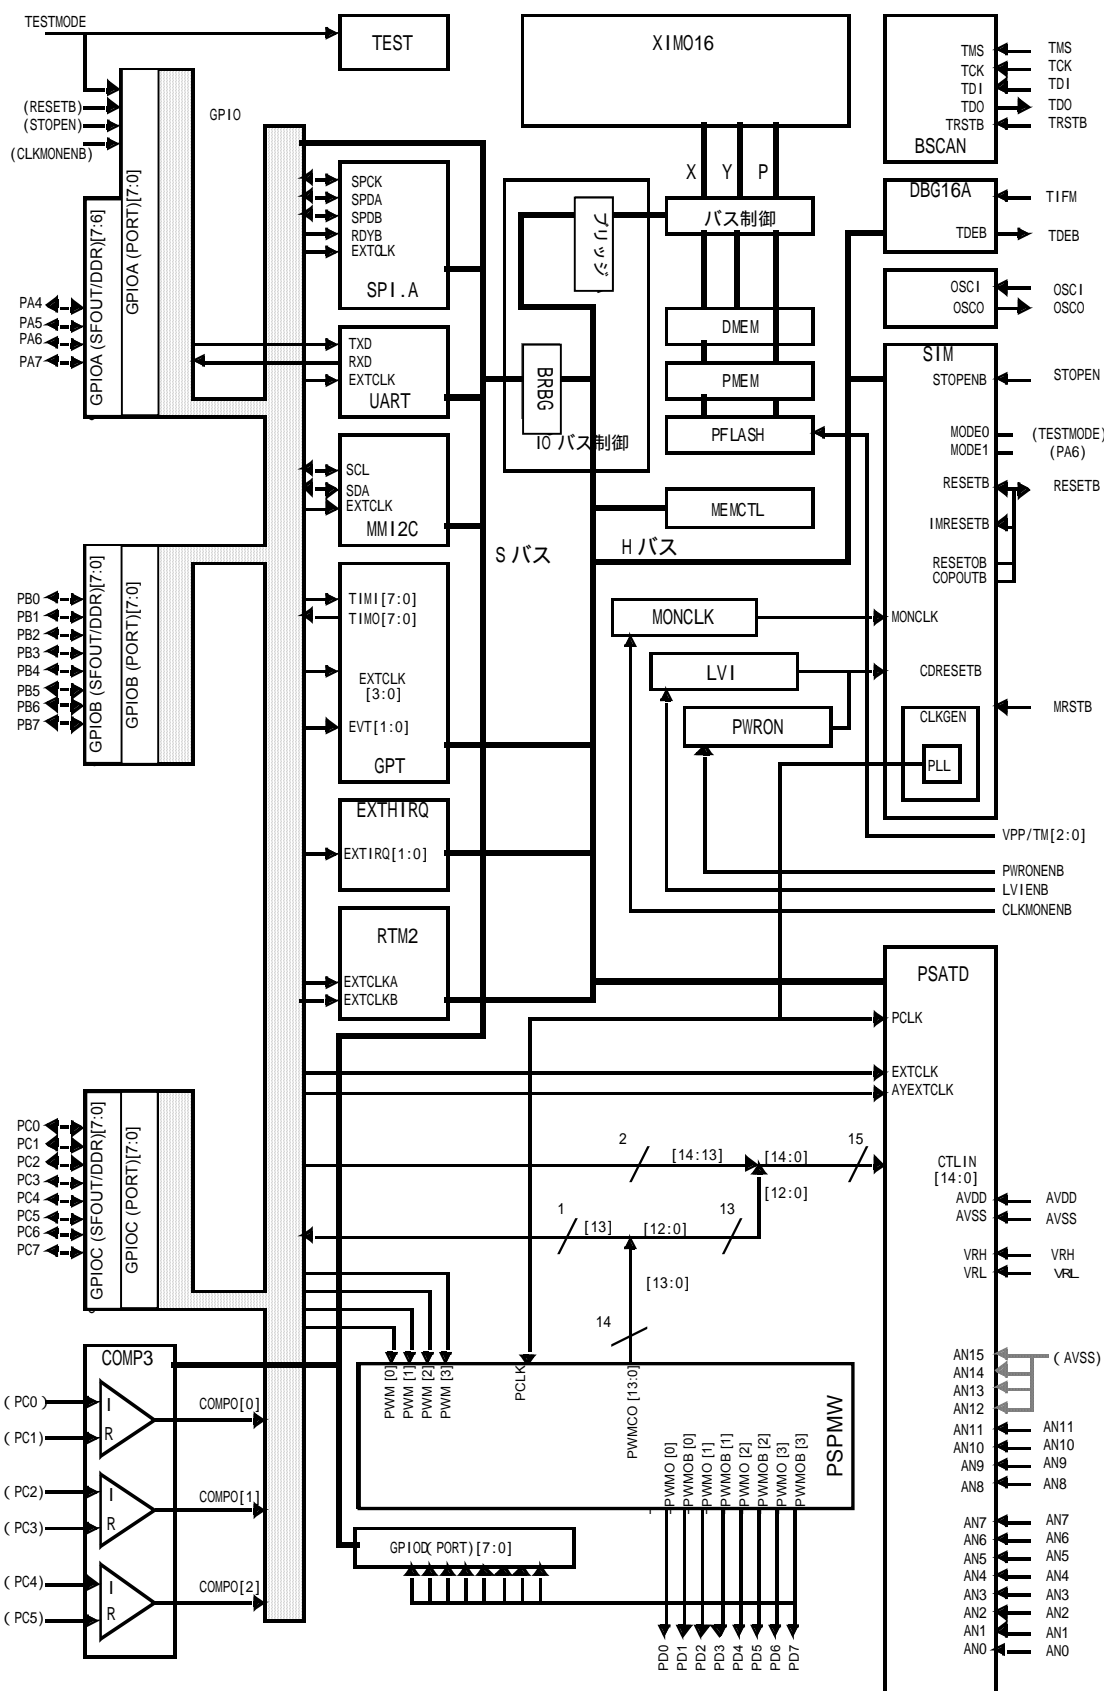 TESTMODE
TEST
XIMO16
TMS
TMS
TCK
TCK
TDI
TDI
TDO
TDO
TRSTB
TRSTB
BSCAN
(RESETB)
(STOPEN)
(CLKMONENB)
GPIO
GPIOA (PORT)[7:0]
GPIOA (SFOUT/DDR)[7:6]
PA4
PA5
PA6
PA7
SPCK
SPDA
SPDB
RDYB
EXTCLK
SPI.A
TXD
RXD
EXTCLK
UART
SCL
SDA
EXTCLK
MMI2C
X
Y
P
ブリッジ
バス制御
BRBG
IO バス制御
DMEM
PMEM
PFLASH
MEMCTL
S バス
H バス
DBG16A
TIFM
TDEB
TDEB
OSCI
OSCI
OSCO
OSCO
SIM
STOPENB
STOPEN
MODE0
(TESTMODE)
MODE1
(PA6)
RESETB
RESETB
IMRESETB
RESETOB
COPOUTB
MONCLK
MONCLK
LVI
CDRESETB
PWRON
MRSTB
CLKGEN
PLL
VPP/TM[2:0]
PWRONENB
LVIENB
CLKMONENB
PB0
PB1
PB2
PB3
PB4
PB5
PB6
PB7
GPIOB (SFOUT/DDR)[7:0]
GPIOB (PORT)[7:0]
TIMI[7:0]
TIMO[7:0]
EXTCLK
[3:0]
EVT[1:0]
GPT
EXTHIRQ
EXTIRQ[1:0]
RTM2
EXTCLKA
EXTCLKB
PSATD
PCLK
EXTCLK
AYEXTCLK
2
[14:13]
[14:0]
15
CTLIN
[14:0]
[12:0]
1
[13]
[12:0]
13
[13:0]
14
AVDD
AVDD
AVSS
AVSS
VRH
VRH
VRL
VRL
PC0
PC1
PC2
PC3
PC4
PC5
PC6
PC7
GPIOC (SFOUT/DDR)[7:0]
GPIOC (PORT)[7:0]
COMP3
(PC0)
I
R
(PC1)
COMPO[0]
(PC2)
I
R
(PC3)
COMPO[1]
(PC4)
I
R
(PC5)
COMPO[2]
PWM [0]
PWM [1]
PWM [2]
PWM [3]
PCLK
PWMCO [13:0]
PSPMW
PWMO [0]
PWMOB [0]
PWMO [1]
PWMOB [1]
PWMO [2]
PWMOB [2]
PWMO [3]
PWMOB [3]
GPIOD(PORT)[7:0]
PD0
PD1
PD2
PD3
PD4
PD5
PD6
PD7
AN15
(AVSS)
AN14
AN13
AN12
AN11
AN11
AN10
AN10
AN9
AN9
AN8
AN8
AN7
AN7
AN6
AN6
AN5
AN5
AN4
AN4
AN3
AN3
AN2
AN2
AN1
AN1
AN0
AN0